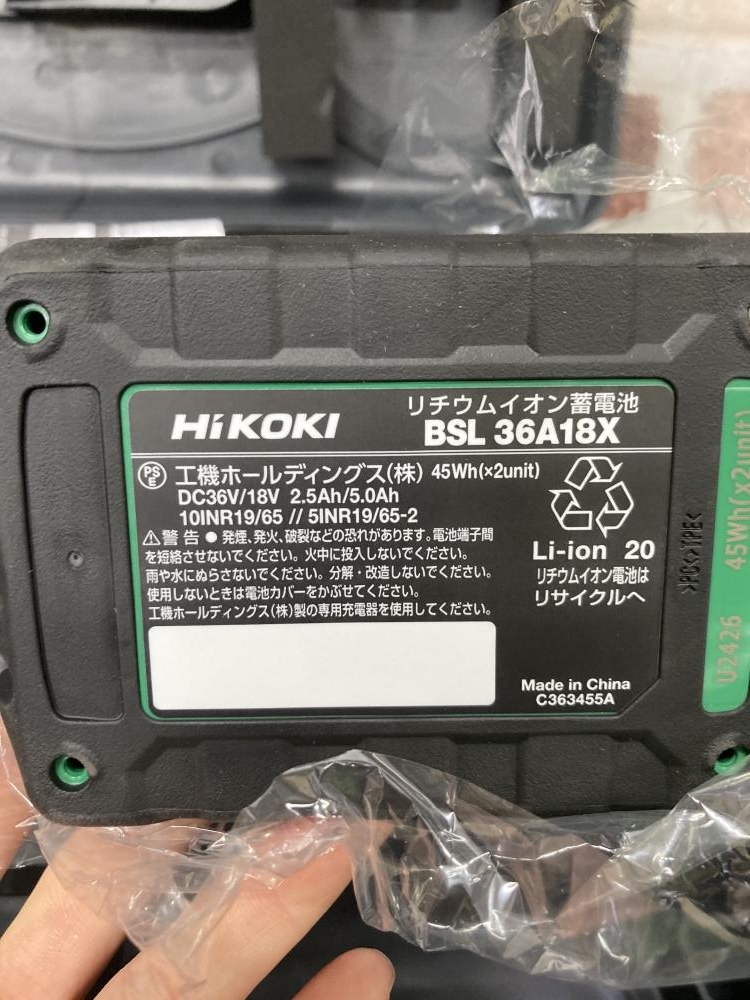 HiKOKI
リチウムイオン蓄電池
BSL 36A18X
PS
E
工機ホールディングス(株) 45Wh(×2unit)
DC36V/18V 2.5Ah/5.0Ah
10INR19/65 // 5INR19/65-2
⚠警告 ● 発煙、発火、破裂などの恐れがあります。電池端子間
を短絡させないでください。火中に投入しないでください。
雨や水にぬらさないでください。分解・改造しないでください。
使用しないときは電池カバーをかぶせてください。
工機ホールディングス(株)製の専用充電器を使用してください。
Li-ion 20
リチウムイオン電池は
リサイクルへ
Made in China
C363455A
>PC<>TPE<
U2426 45Wh(×2unit)